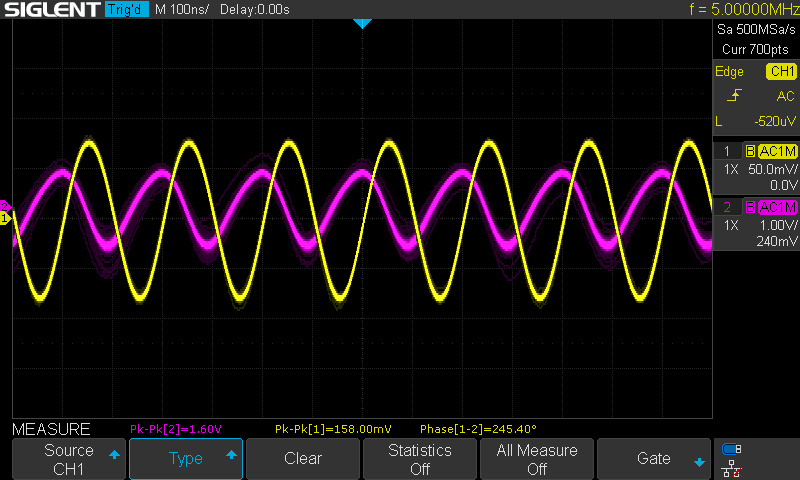 SIGLENT Trig'd M 100ns/ Delay:0.00s f = 5.00000MHz
Sa 500MSa/s
Curr 700pts
Edge CH1
AC
L -520uV
1 B AC1M
1X 50.0mV/
0.0V
2 B AC1M
1X 1.00V/
240mV
2
1
MEASURE Pk-Pk[2]=1.60V Pk-Pk[1]=158.00mV Phase[1-2]=245.40°
Source
CH1
Type
Clear
Statistics
Off
All Measure
Off
Gate